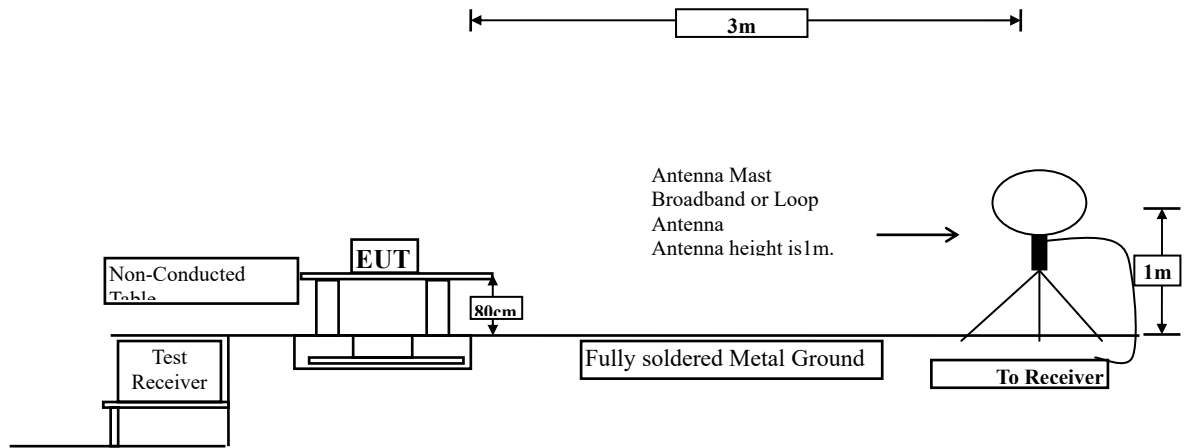 3m
Antenna Mast
Broadband or Loop
Antenna
Antenna height is1m.
EUT
Non-Conducted
Table
80cm
1m
Test
Receiver
Fully soldered Metal Ground
To Receiver